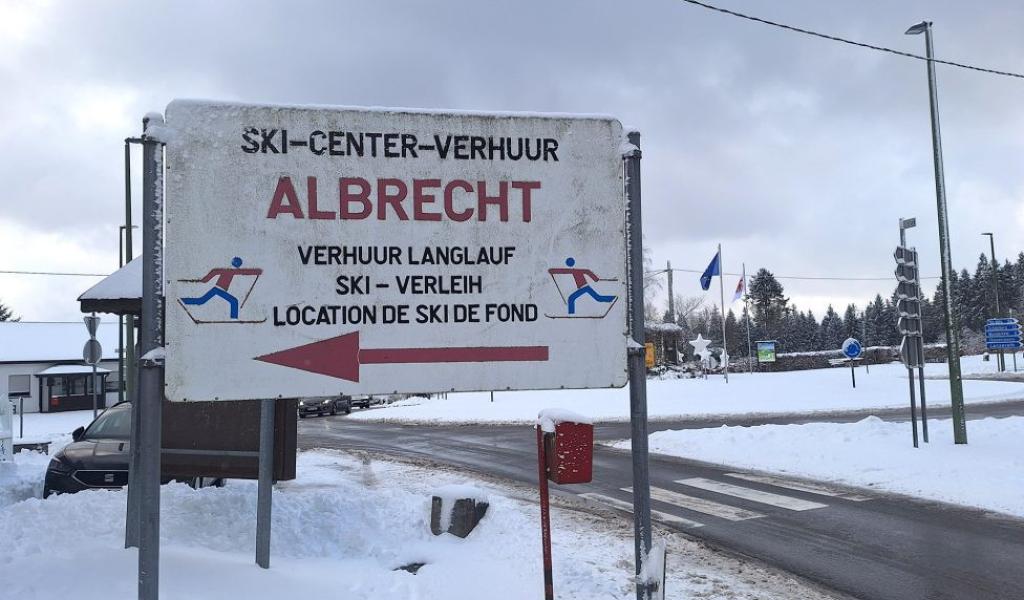 SKI-CENTER-VERHUUR
ALBRECHT
VERHUUR LANGLAUF
SKI - VERLEIH
LOCATION DE SKI DE FOND